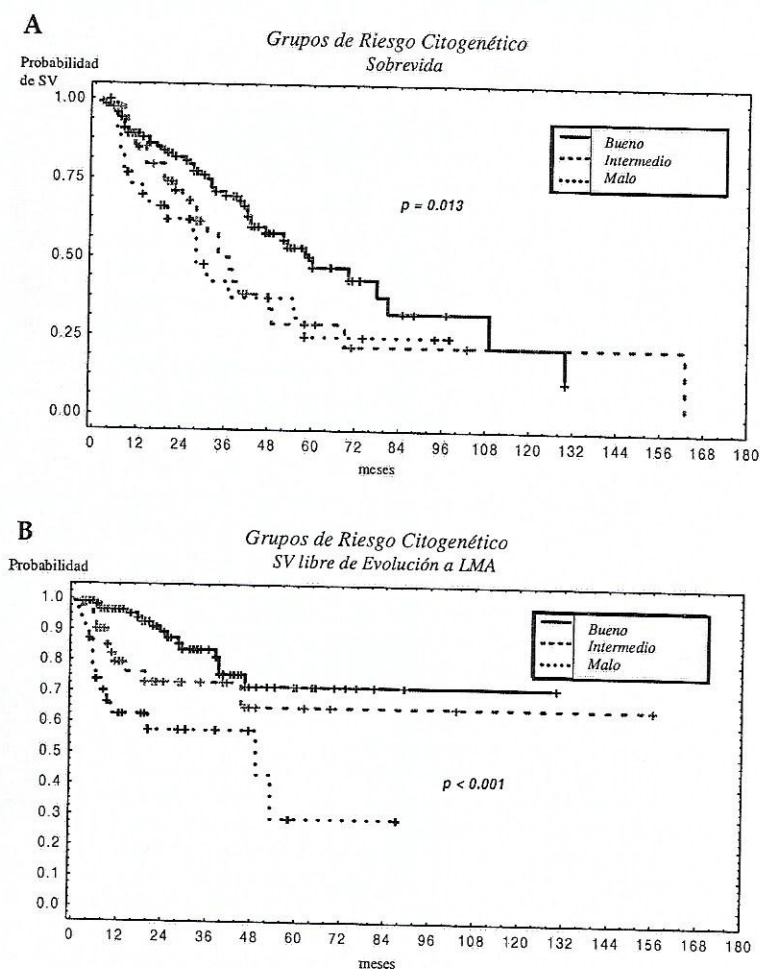 A
Grupos de Riesgo Citogenético
Sobrevida
Probabilidad
de SV
1.00
0.75
0.50
0.25
0.00
Bueno
Intermedio
Malo
p = 0.013
0 12 24 36 48 60 72 84 96 108 120 132 144 156 168 180
meses
B
Grupos de Riesgo Citogenético
SV libre de Evolución a LMA
Probabilidad
1.0
0.9
0.8
0.7
0.6
0.5
0.4
0.3
0.2
0.1
0.0
Bueno
Intermedio
Malo
p < 0.001
0 12 24 36 48 60 72 84 96 108 120 132 144 156 168 180
meses